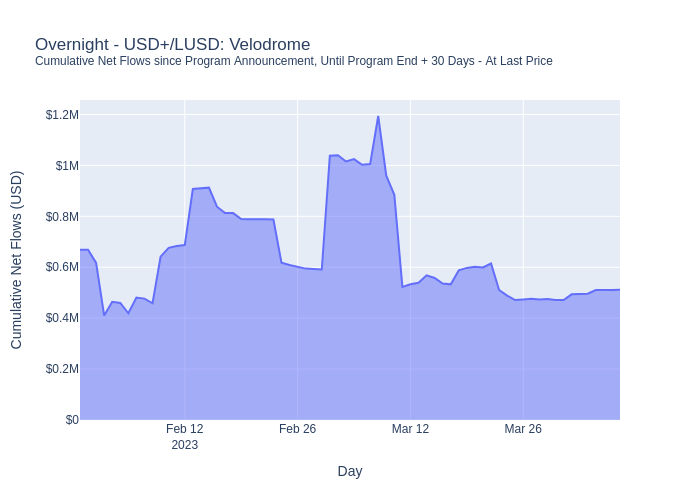 Overnight - USD+/LUSD: Velodrome
Cumulative Net Flows since Program Announcement, Until Program End + 30 Days - At Last Price
Cumulative Net Flows (USD)
$1.2M
$1M
$0.8M
$0.6M
$0.4M
$0.2M
$0
Feb 12 Feb 26 Mar 12 Mar 26
2023
Day